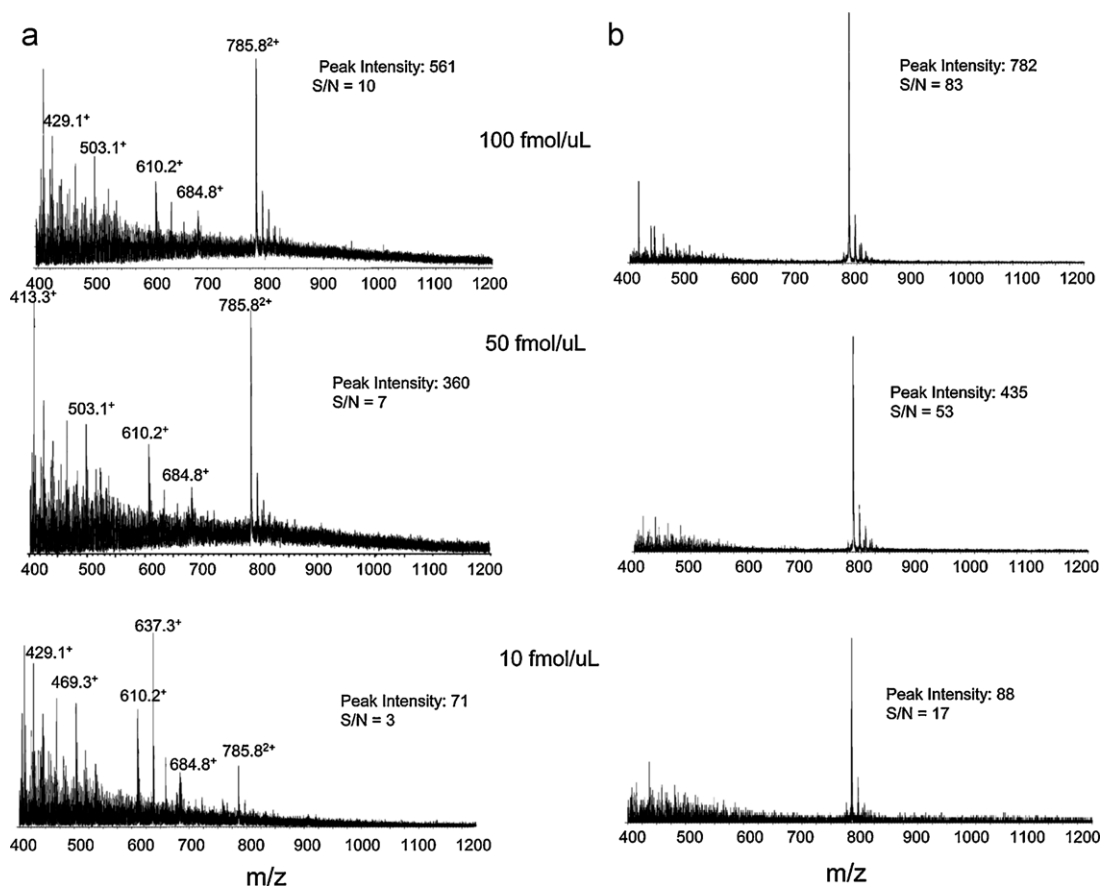 a
785.8²⁺
Peak Intensity: 561
S/N = 10
429.1⁺
503.1⁺
610.2⁺
684.8⁺
400 500 600 700 800 900 1000 1100 1200
b
Peak Intensity: 782
S/N = 83
400 500 600 700 800 900 1000 1100 1200
100 fmol/uL
413.3⁺
785.8²⁺
503.1⁺
610.2⁺
684.8⁺
Peak Intensity: 360
S/N = 7
400 500 600 700 800 900 1000 1100 1200
50 fmol/uL
Peak Intensity: 435
S/N = 53
400 500 600 700 800 900 1000 1100 1200
637.3⁺
429.1⁺
469.3⁺
610.2⁺
684.8⁺
785.8²⁺
Peak Intensity: 71
S/N = 3
400 500 600 700 800 900 1000 1100 1200
m/z
10 fmol/uL
Peak Intensity: 88
S/N = 17
400 500 600 700 800 900 1000 1100 1200
m/z